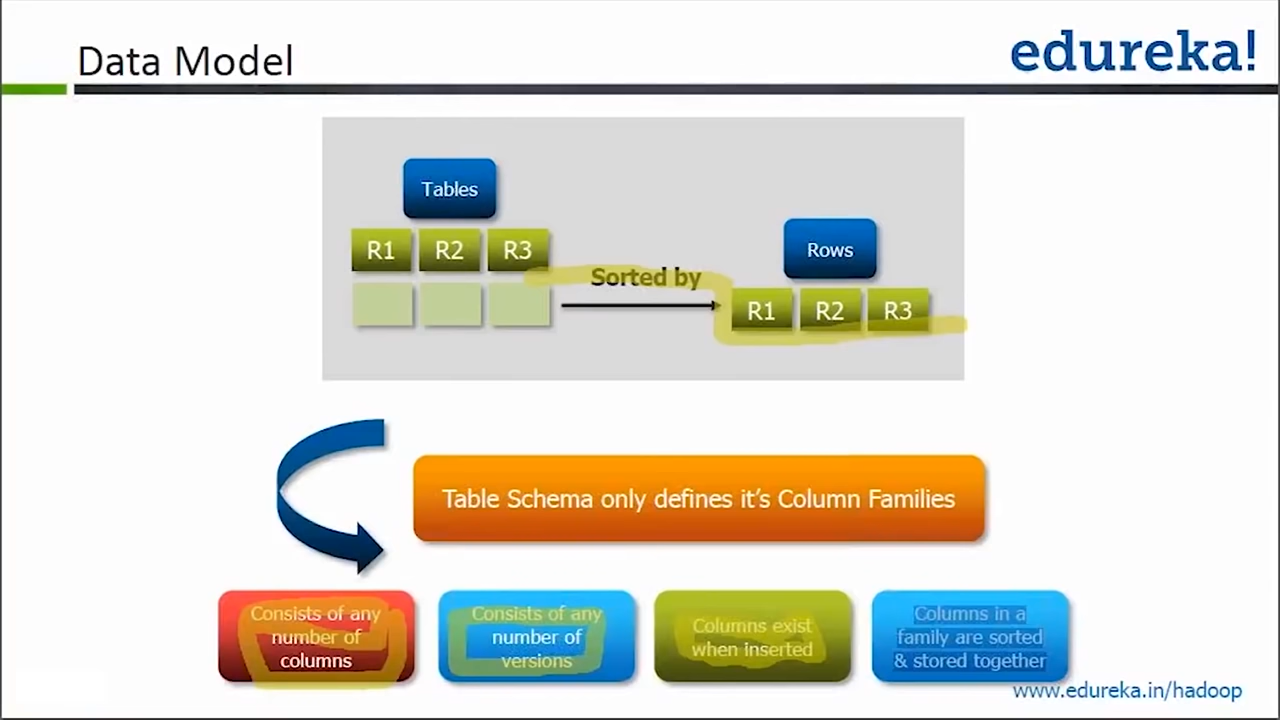 Data Model
edureka!
Tables
R1 R2 R3
Sorted by
Rows
R1 R2 R3
Table Schema only defines it’s Column Families
Consists of any
number of
columns
Consists of any
number of
versions
Columns exist
when inserted
Columns in a
family are sorted
& stored together
www.edureka.in/hadoop